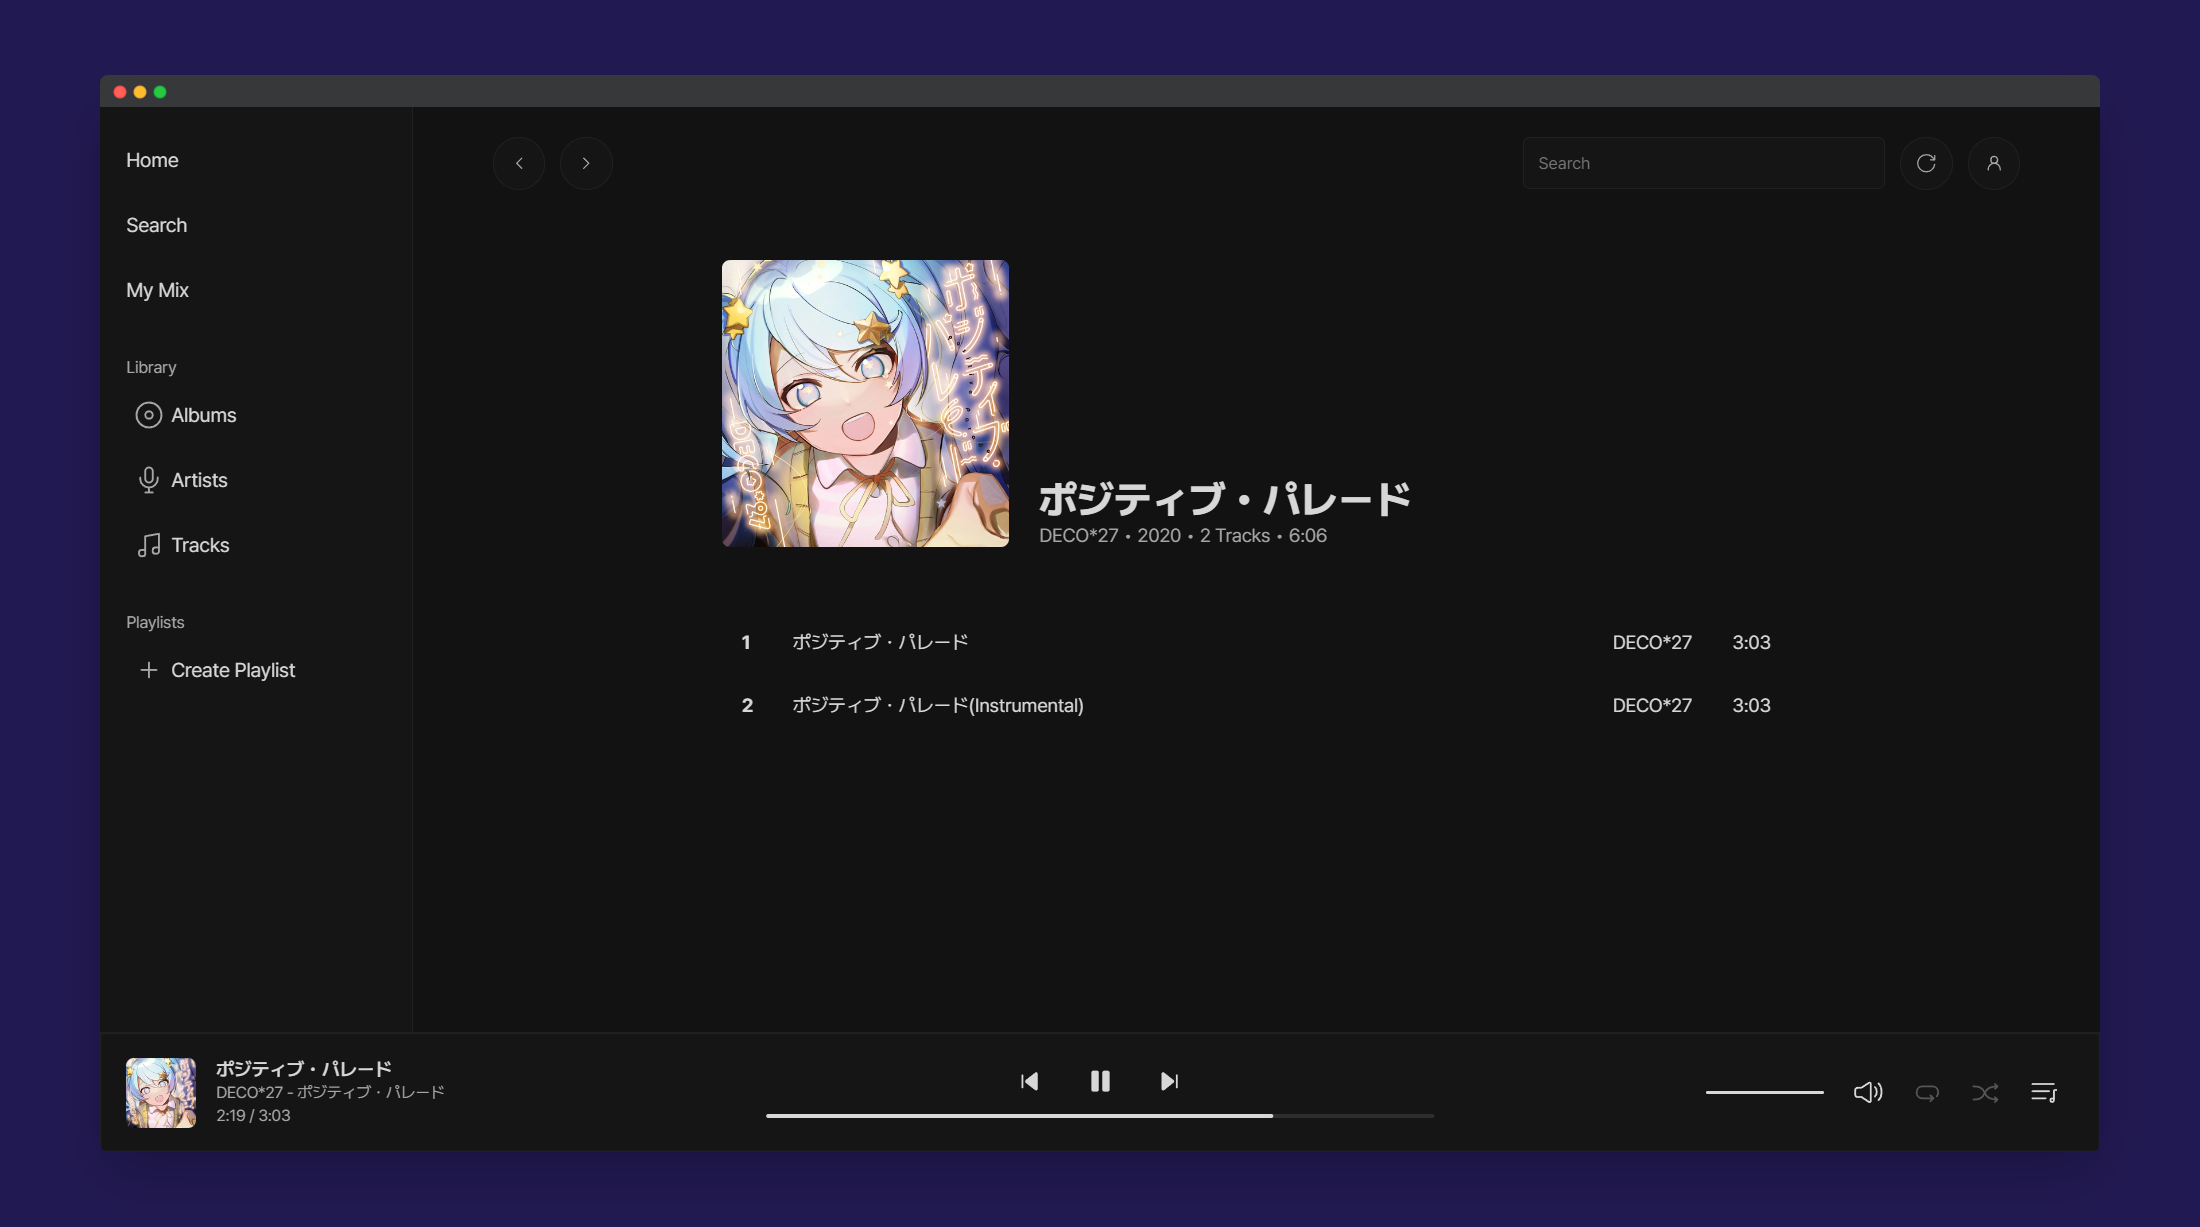 Home
Search
My Mix
Library
Albums
Artists
Tracks
Playlists
Create Playlist
Search
ポジティブ・パレード
DECO*27
ポジティブ・パレード
DECO*27 • 2020 • 2 Tracks • 6:06
1 ポジティブ・パレード DECO*27 3:03
2 ポジティブ・パレード(Instrumental) DECO*27 3:03
ポジティブ・パレード
DECO*27 - ポジティブ・パレード
2:19 / 3:03